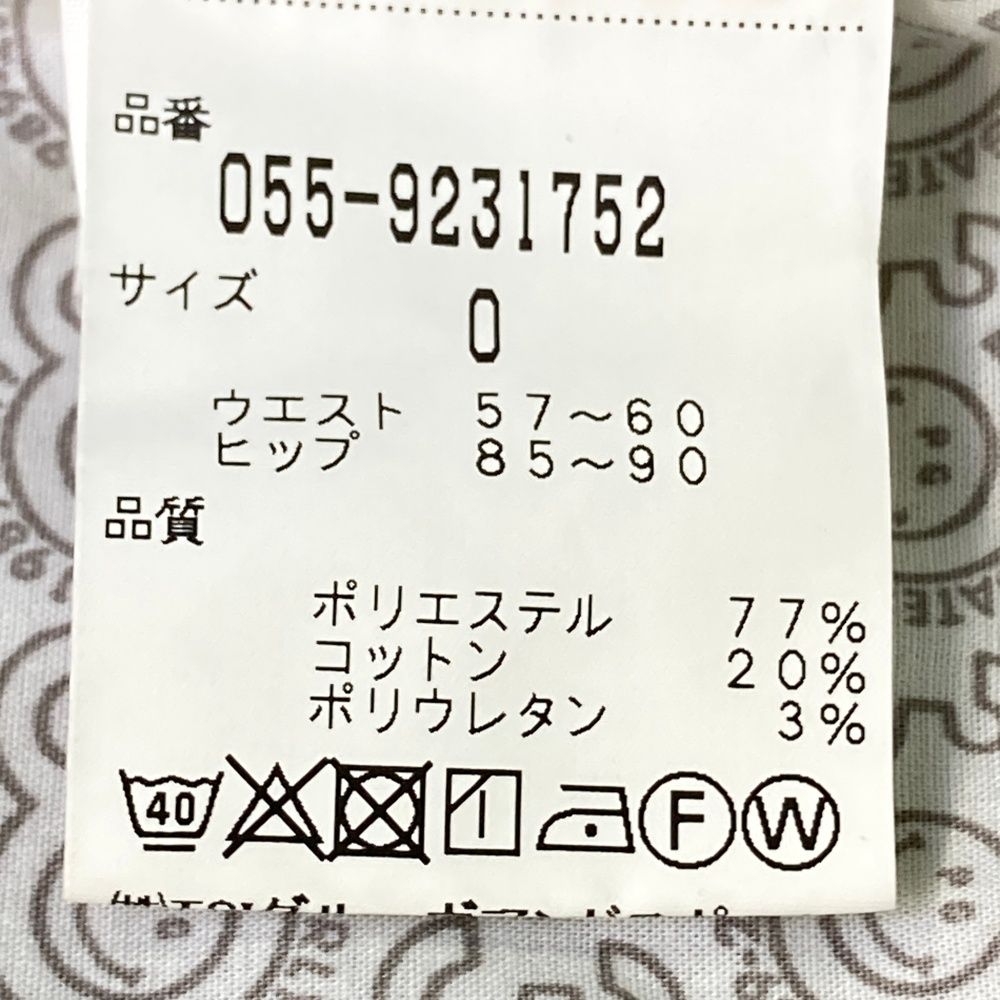 品番
055-9231752
サイズ
0
ウエスト 57～60
ヒップ 85～90
品質
ポリエステル 77%
コットン 20%
ポリウレタン 3%
40 F W